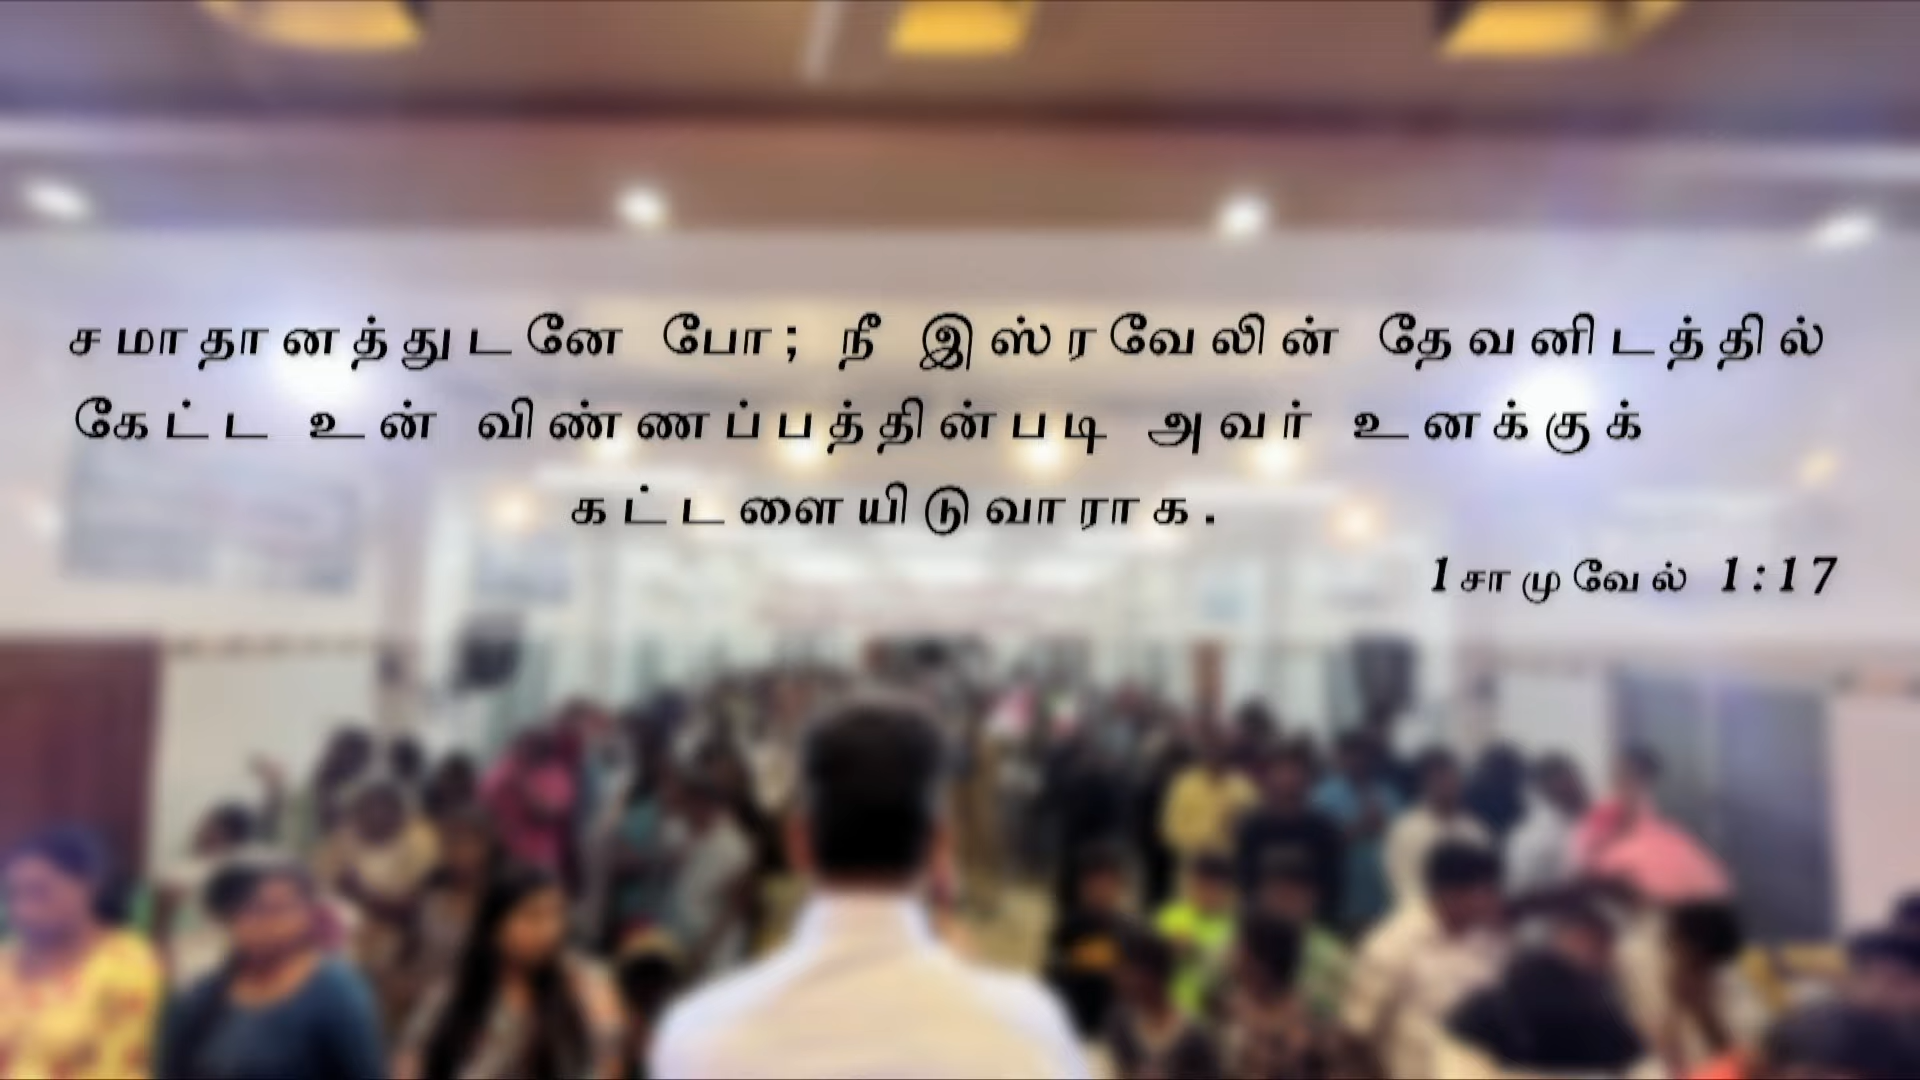 சமாதானத்துடனே போ; நீ இஸ்ரவேலின் தேவனிடத்தில்
கேட்ட உன் விண்ணப்பத்தின்படி அவர் உனக்குக்
கட்டளையிடுவாராக.
1சாமுவேல் 1:17